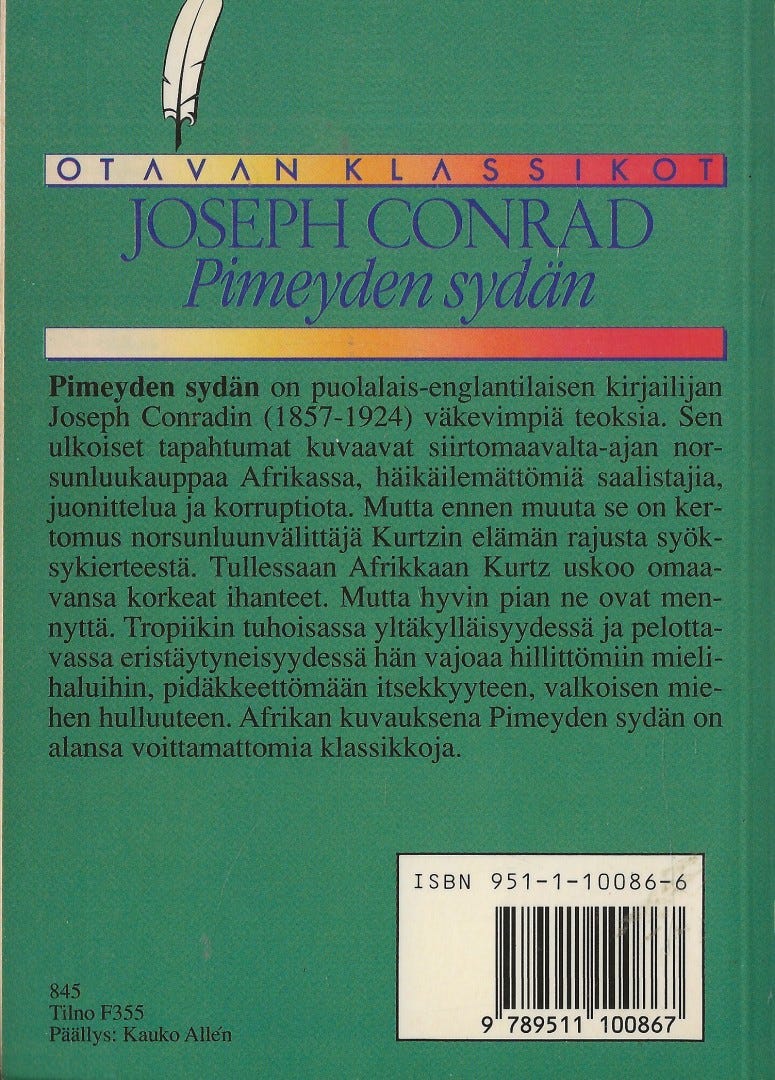 OTAVAN KLASSIKOT
JOSEPH CONRAD
Pimeyden sydän
Pimeyden sydän on puolalais-englantilaisen kirjailijan
Joseph Conradin (1857-1924) väkevimpiä teoksia. Sen
ulkoiset tapahtumat kuvaavat siirtomaavalta-ajan nor-
sunluukauppaa Afrikassa, häikäilemättömiä saalistajia,
juonittelua ja korruptiota. Mutta ennen muuta se on ker-
tomus norsunluunvälittäjä Kurtzin elämän rajusta syök-
sykierteestä. Tullessaan Afrikkaan Kurtz uskoo omaa-
vansa korkeat ihanteet. Mutta hyvin pian ne ovat men-
nyttä. Tropiikin tuhoisassa yltäkylläisyydessä ja pelotta-
vassa eristäytyneisyydessä hän vajoaa hillittömiin mieli-
haluihin, pidäkkeettömään itsekkyyteen, valkoisen mie-
hen hulluuteen. Afrikan kuvauksena Pimeyden sydän on
alansa voittamattomia klassikkoja.
ISBN 951-1-10086-6
9 789511 100867
845
Tilno F355
Päällys: Kauko Allén